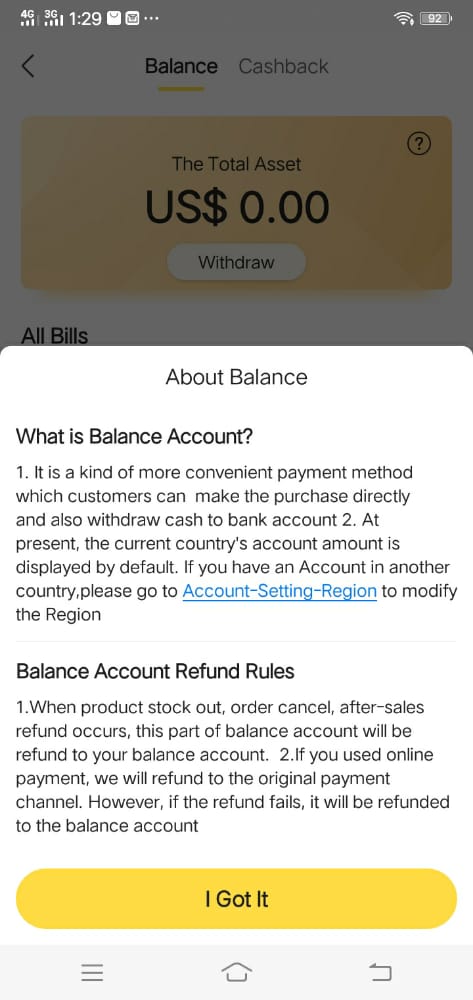 4G 3G 1:29 ... 92
Balance Cashback
?
The Total Asset
US$ 0.00
Withdraw
All Bills
About Balance
What is Balance Account?
1. It is a kind of more convenient payment method
which customers can  make the purchase directly
and also withdraw cash to bank account 2. At
present, the current country's account amount is
displayed by default. If you have an Account in another
country,please go to Account-Setting-Region to modify
the Region
Balance Account Refund Rules
1.When product stock out, order cancel, after-sales
refund occurs, this part of balance account will be
refund to your balance account.  2.If you used online
payment, we will refund to the original payment
channel. However, if the refund fails, it will be refunded
to the balance account
I Got It